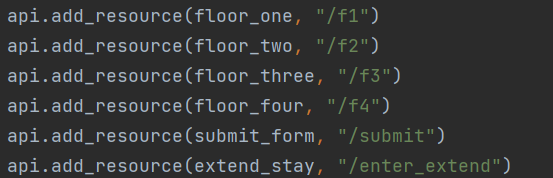 api.add_resource(floor_one, "/f1")
api.add_resource(floor_two, "/f2")
api.add_resource(floor_three, "/f3")
api.add_resource(floor_four, "/f4")
api.add_resource(submit_form, "/submit")
api.add_resource(extend_stay, "/enter_extend")